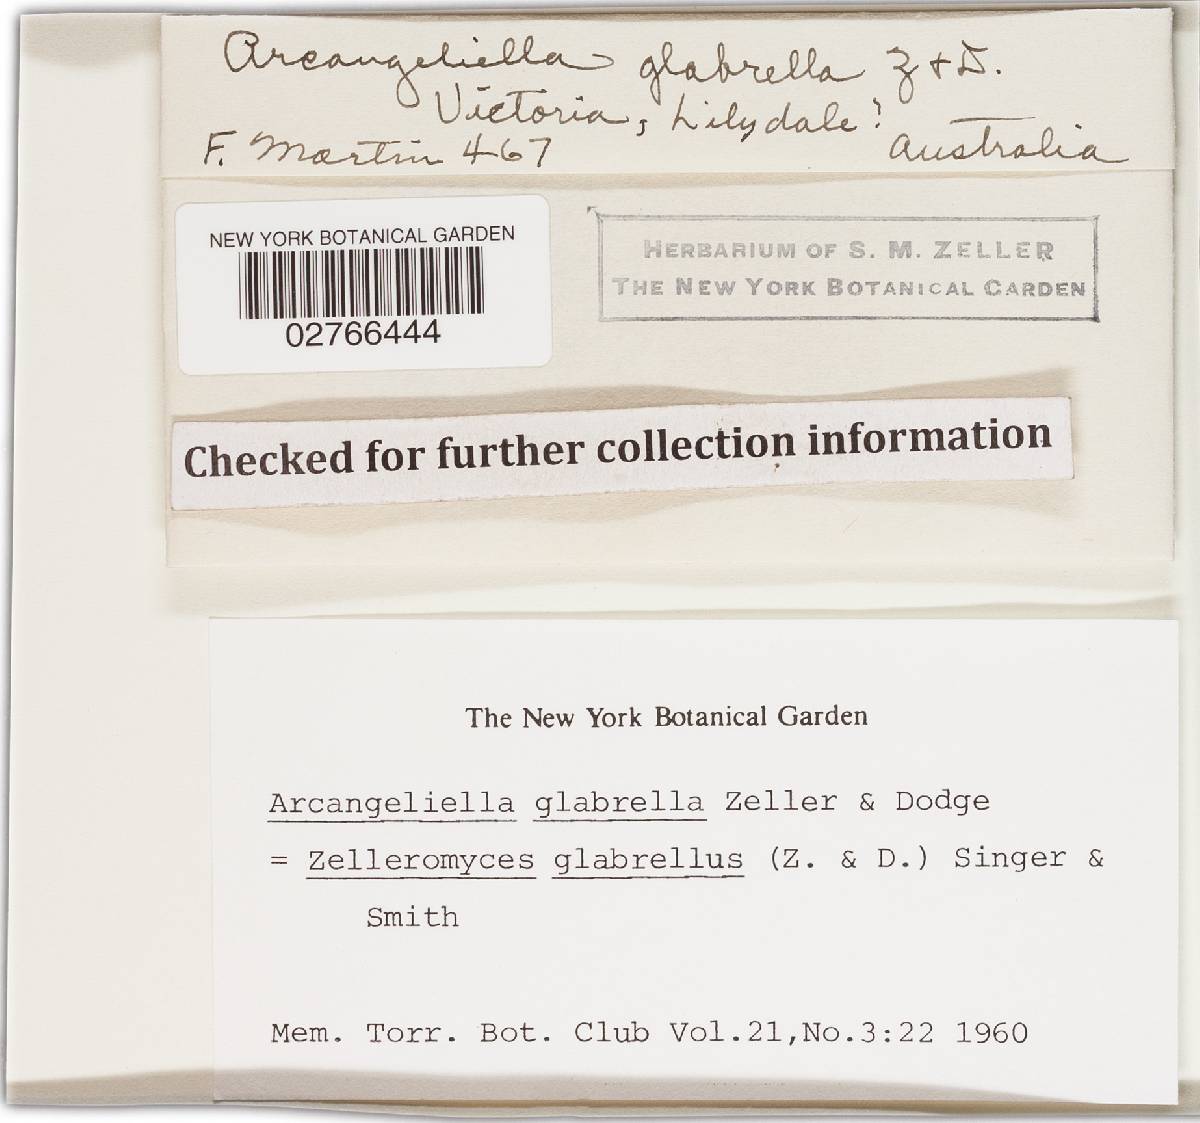 Arcangeliella glabrella Z + D.
Victoria, Lilydale?
F. Martin 467 Australia
NEW YORK BOTANICAL GARDEN
02766444
HERBARIUM OF S. M. ZELLER
THE NEW YORK BOTANICAL GARDEN
Checked for further collection information
The New York Botanical Garden
Arcangeliella glabrella Zeller & Dodge
= Zelleromyces glabrellus (Z. & D.) Singer &
Smith
Mem. Torr. Bot. Club Vol.21,No.3:22 1960